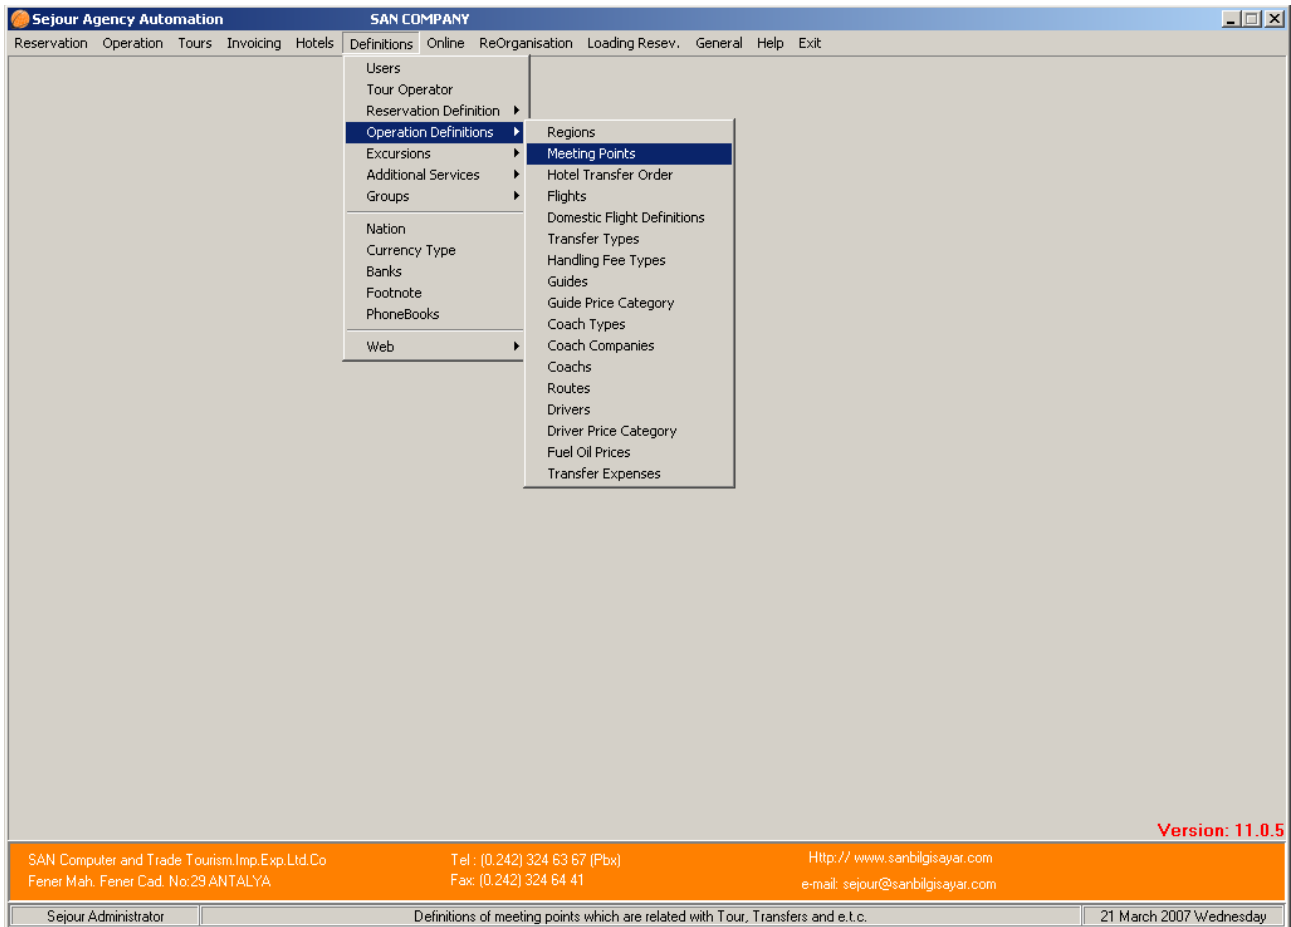 Sejour Agency Automation SAN COMPANY
Reservation Operation Tours Invoicing Hotels Definitions Online ReOrganisation Loading Resev. General Help Exit
Users
Tour Operator
Reservation Definition
Operation Definitions
Excursions
Additional Services
Groups
Nation
Currency Type
Banks
Footnote
PhoneBooks
Web
Regions
Meeting Points
Hotel Transfer Order
Flights
Domestic Flight Definitions
Transfer Types
Handling Fee Types
Guides
Guide Price Category
Coach Types
Coach Companies
Coachs
Routes
Drivers
Driver Price Category
Fuel Oil Prices
Transfer Expenses
Version: 11.0.5
SAN Computer and Trade Tourism.Imp.Exp.Ltd.Co Tel : (0.242) 324 63 67 (Pbx) Http:// www.sanbilgisayar.com
Fener Mah. Fener Cad. No:29 ANTALYA Fax: (0.242) 324 64 41 e-mail: sejour@sanbilgisayar.com
Sejour Administrator Definitions of meeting points which are related with Tour, Transfers and e.t.c. 21 March 2007 Wednesday